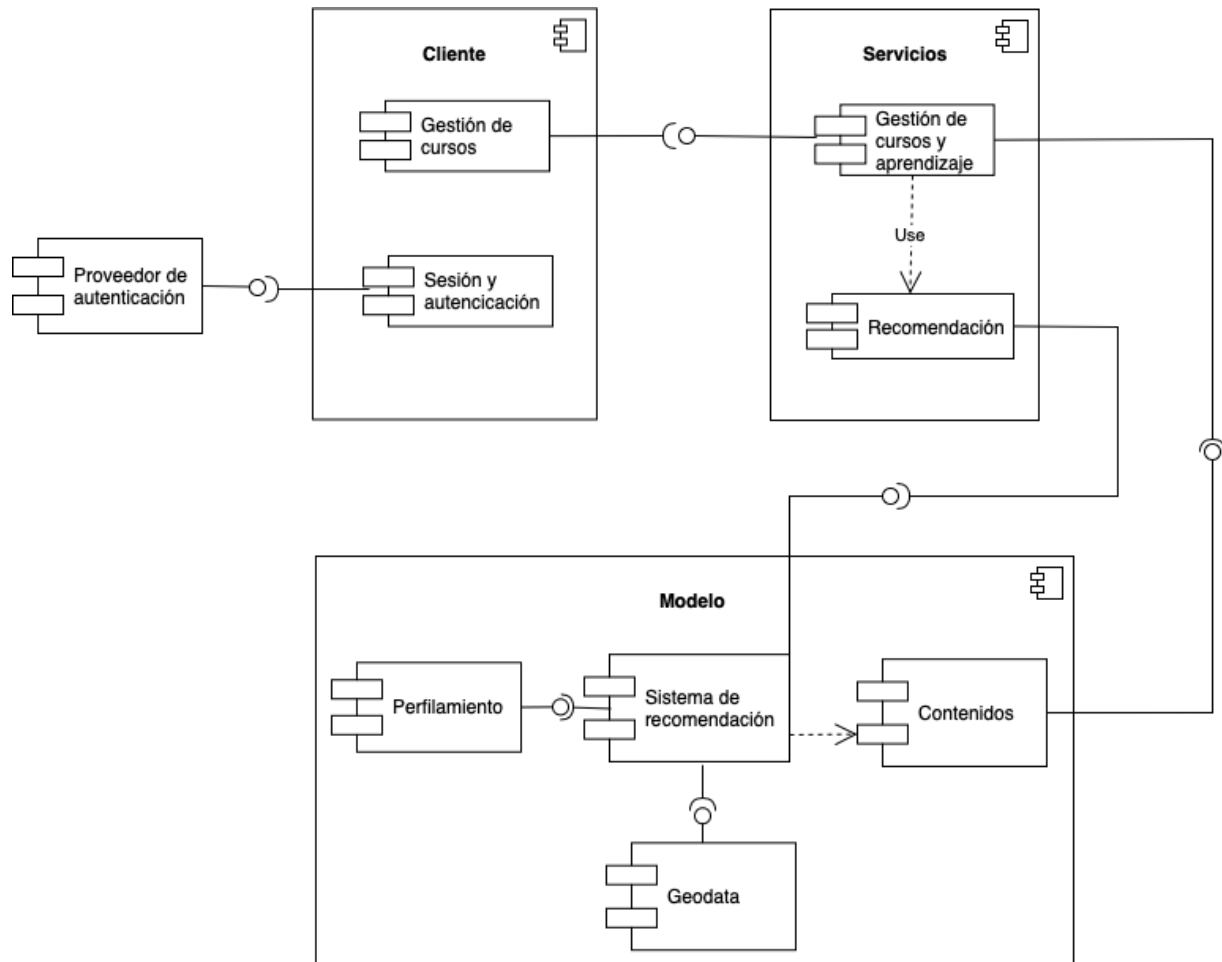 Cliente
Servicios
Gestión de
cursos
Gestión de
cursos y
aprendizaje
Use
Proveedor de
autenticación
Sesión y
autencicación
Recomendación
Modelo
Perfilamiento
Sistema de
recomendación
Contenidos
Geodata